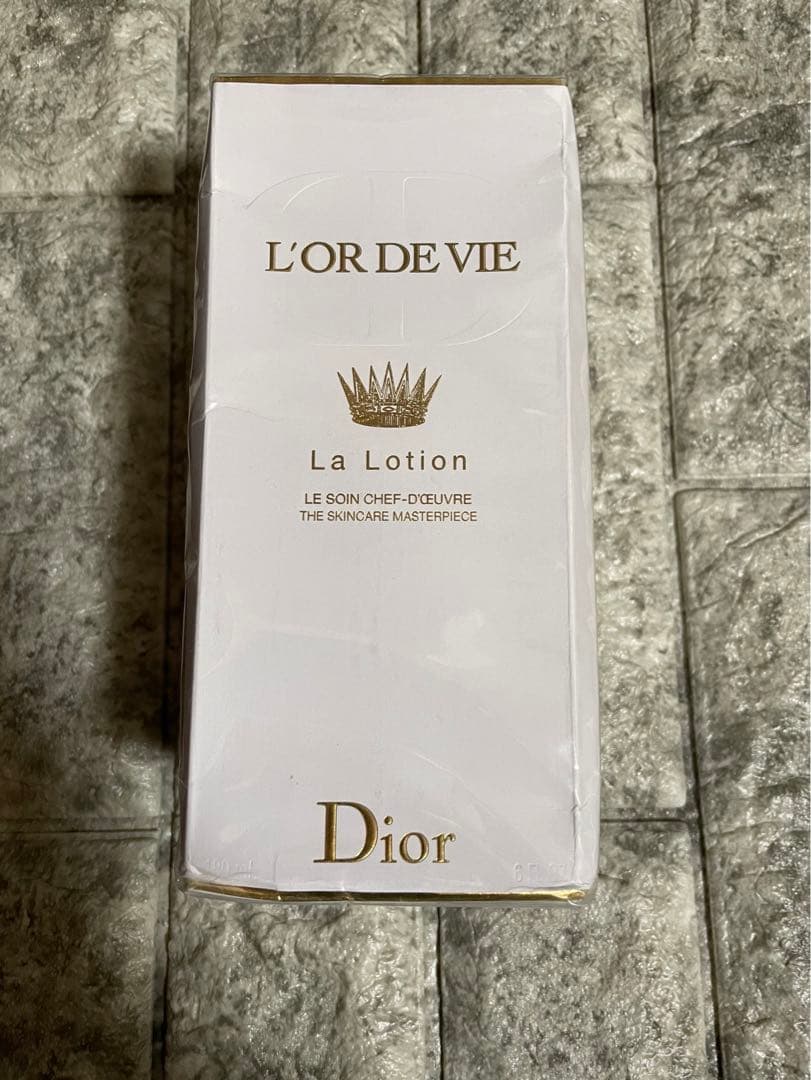 L'OR DE VIE
La Lotion
LE SOIN CHEF-D'ŒUVRE
THE SKINCARE MASTERPIECE
Dior